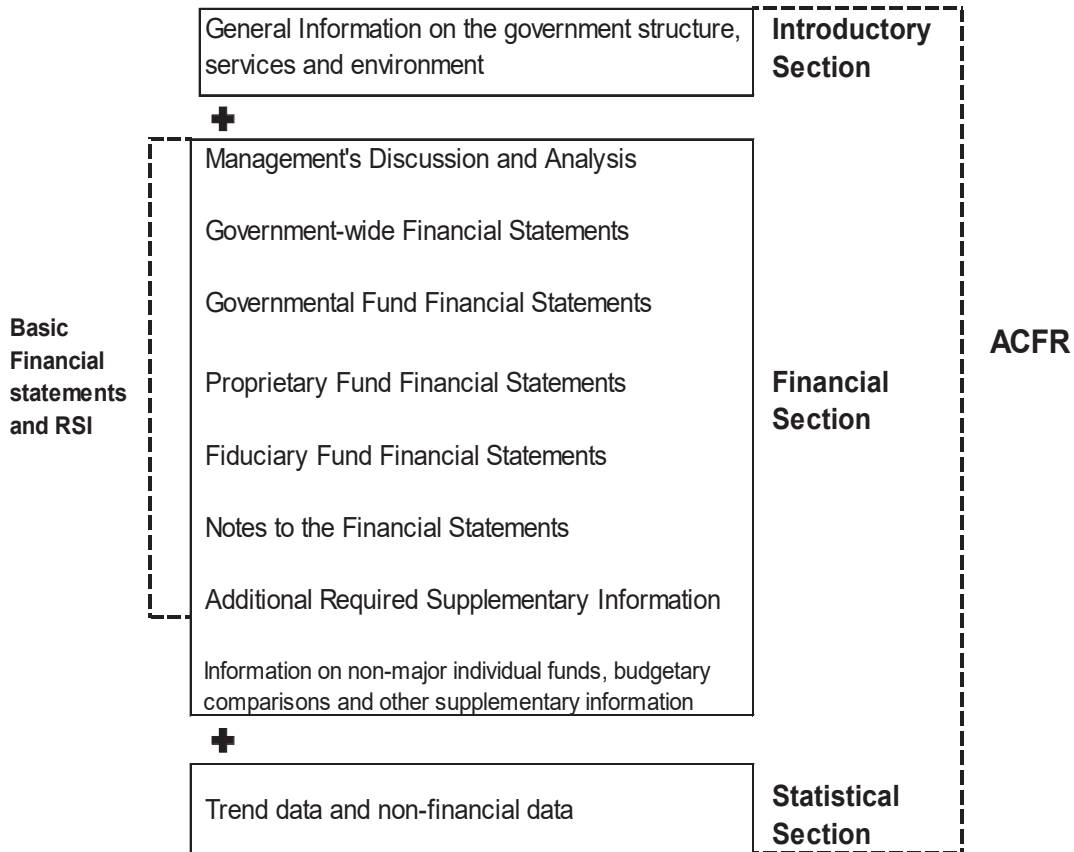 General Information on the government structure,
services and environment
Introductory
Section
Management's Discussion and Analysis
Government-wide Financial Statements
Governmental Fund Financial Statements
Basic
Financial
statements
and RSI
ACFR
Proprietary Fund Financial Statements
Financial
Section
Fiduciary Fund Financial Statements
Notes to the Financial Statements
Additional Required Supplementary Information
Information on non-major individual funds, budgetary
comparisons and other supplementary information
Trend data and non-financial data
Statistical
Section